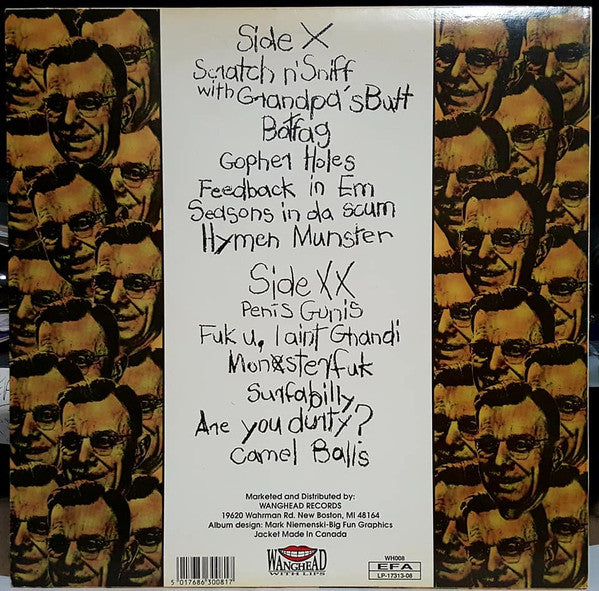 Side X
Scratch n' Sniff
with Grandpa's Butt
Batfag
Gopher Holes
Feedback in Em
Seasons in da scum
Hymen Munster
Side XX
Penis Gunis
Fuk u, I aint Ghandi
Monxsterfuk
Surfabilly
Are you durty?
Camel Balls
Marketed and Distributed by:
WANGHEAD RECORDS
19620 Wahrman Rd. New Boston, MI 48164
Album design: Mark Niemenski-Big Fun Graphics
Jacket Made In Canada
5 017686 300817
WANGHEAD
WITH LIPS
WH008
EFA
LP-17313-08